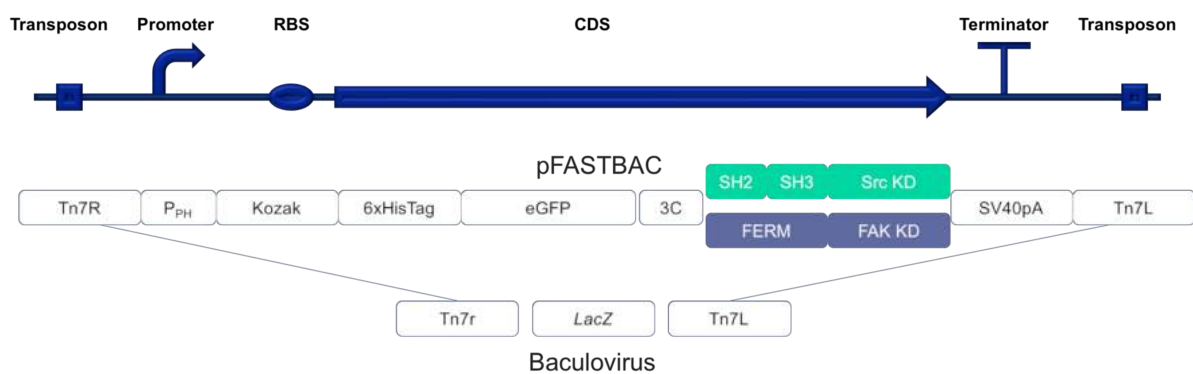 Transposon Promoter RBS CDS Terminator Transposon
pFASTBAC
SH2 SH3 Src KD
Tn7R P_PH Kozak 6xHisTag eGFP 3C SV40pA Tn7L
FERM FAK KD
Tn7r LacZ Tn7L
Baculovirus